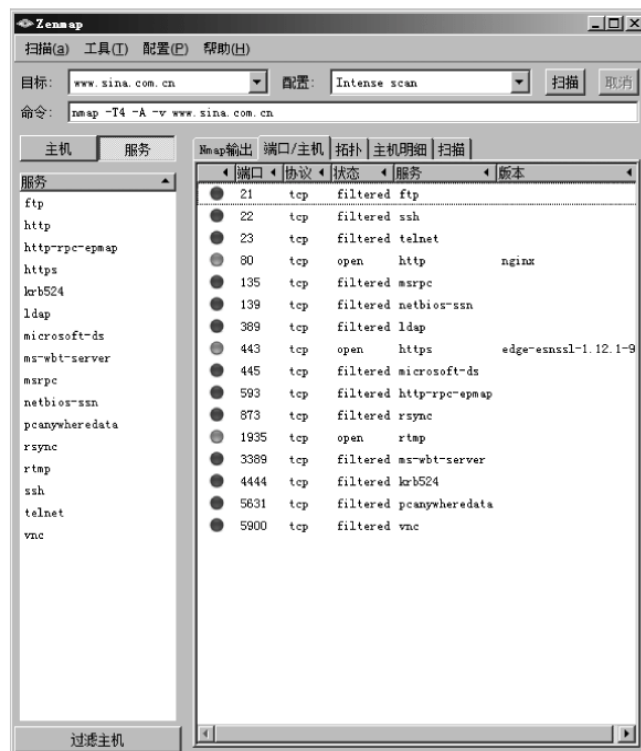 Zenmap
扫描(a) 工具(T) 配置(P) 帮助(H)
目标: www.sina.com.cn 配置: Intense scan 扫描 取消
命令: nmap -T4 -A -v www.sina.com.cn
主机 服务
服务
ftp
http
http-rpc-epmap
https
krb524
ldap
microsoft-ds
ms-wbt-server
msrpc
netbios-ssn
pcanywheredata
rsync
rtmp
ssh
telnet
vnc
过滤主机
Nmap输出 端口/主机 拓扑 主机明细 扫描
端口 协议 状态 服务 版本
21 tcp filtered ftp
22 tcp filtered ssh
23 tcp filtered telnet
80 tcp open http nginx
135 tcp filtered msrpc
139 tcp filtered netbios-ssn
389 tcp filtered ldap
443 tcp open https edge-esnssl-1.12.1-9
445 tcp filtered microsoft-ds
593 tcp filtered http-rpc-epmap
873 tcp filtered rsync
1935 tcp open rtmp
3389 tcp filtered ms-wbt-server
4444 tcp filtered krb524
5631 tcp filtered pcanywheredata
5900 tcp filtered vnc